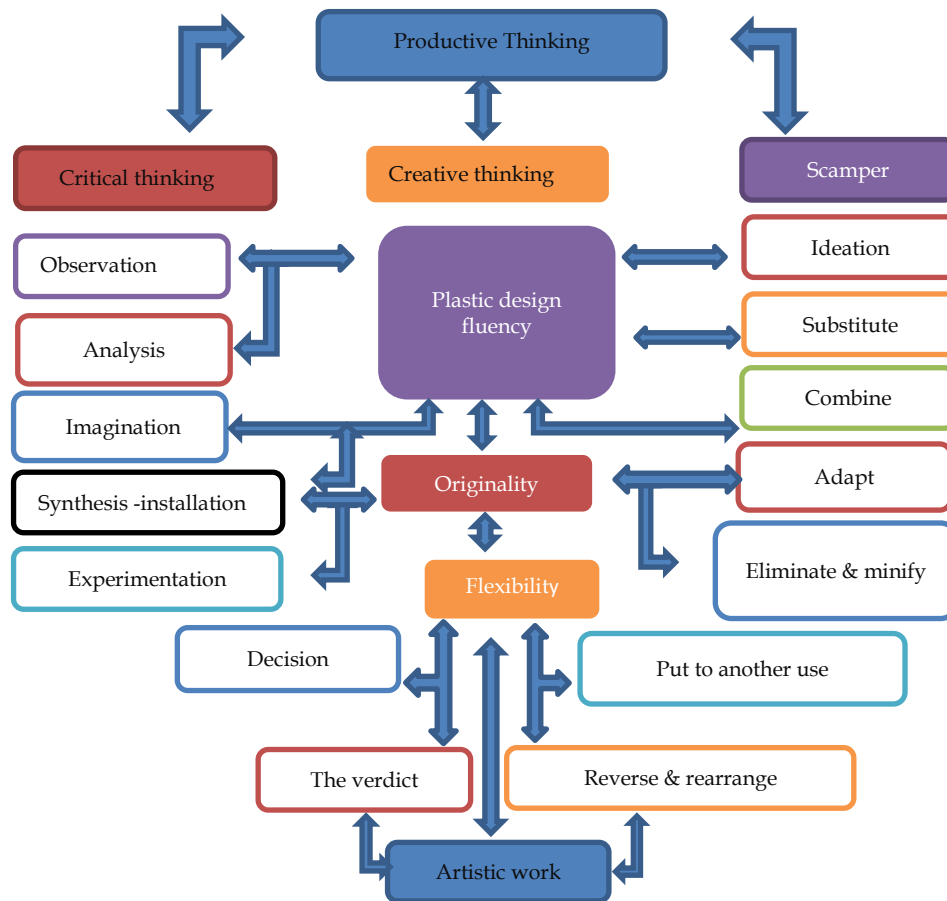 Productive Thinking
Critical thinking
Creative thinking
Scamper
Observation
Plastic design
fluency
Ideation
Analysis
Substitute
Imagination
Combine
Synthesis -installation
Originality
Adapt
Experimentation
Flexibility
Eliminate & minify
Decision
Put to another use
The verdict
Reverse & rearrange
Artistic work